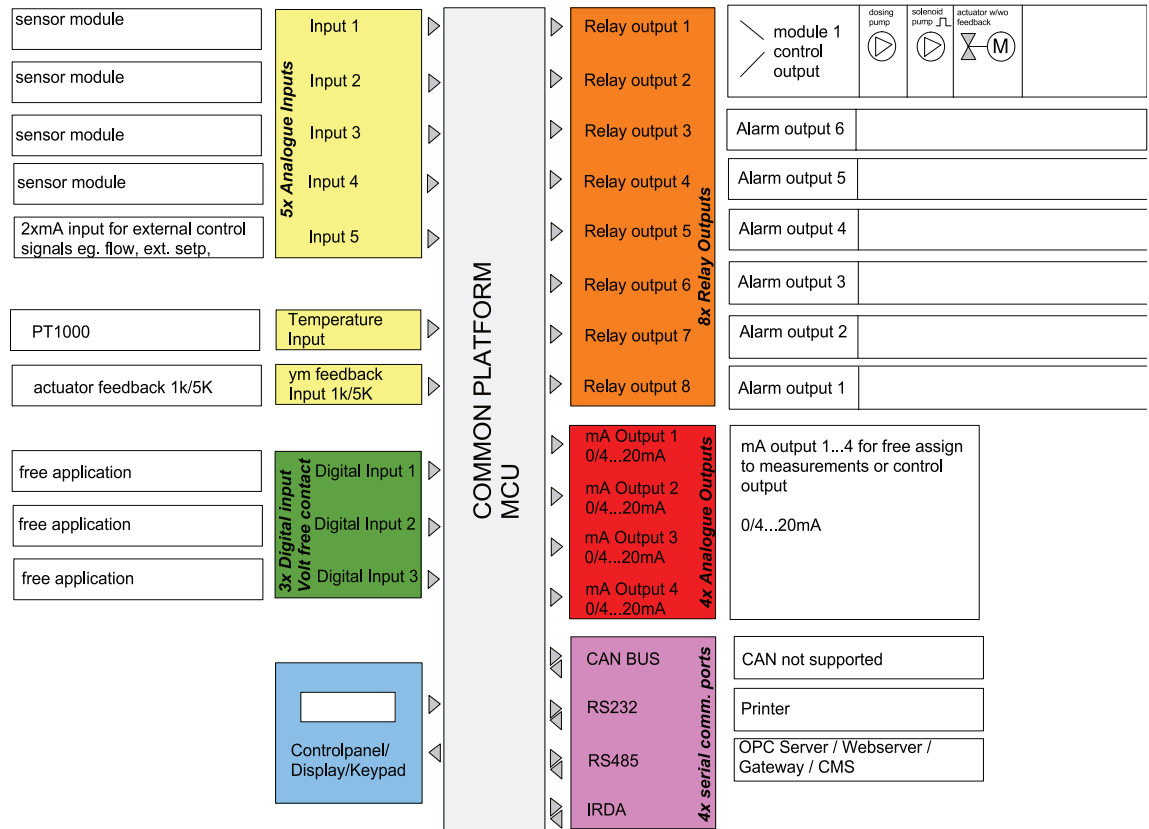 sensor module
sensor module
sensor module
sensor module
2xmA input for external control
signals eg. flow, ext. setp,
PT1000
actuator feedback 1k/5K
free application
free application
free application
5x Analogue Inputs
Input 1
Input 2
Input 3
Input 4
Input 5
Temperature
Input
ym feedback
Input 1k/5K
3x Digital input
Volt free contact
Digital Input 1
Digital Input 2
Digital Input 3
Controlpanel/
Display/Keypad
COMMON PLATFORM
MCU
Relay output 1
Relay output 2
Relay output 3
Relay output 4
Relay output 5
Relay output 6
Relay output 7
Relay output 8
8x Relay Outputs
mA Output 1
0/4...20mA
mA Output 2
0/4...20mA
mA Output 3
0/4...20mA
mA Output 4
0/4...20mA
4x Analogue Outputs
CAN BUS
RS232
RS485
IRDA
4x serial comm. ports
module 1
control
output
dosing
pump
solenoid
pump
actuator w/wo
feedback
M
Alarm output 6
Alarm output 5
Alarm output 4
Alarm output 3
Alarm output 2
Alarm output 1
mA output 1...4 for free assign
to measurements or control
output
0/4...20mA
CAN not supported
Printer
OPC Server / Webserver /
Gateway / CMS